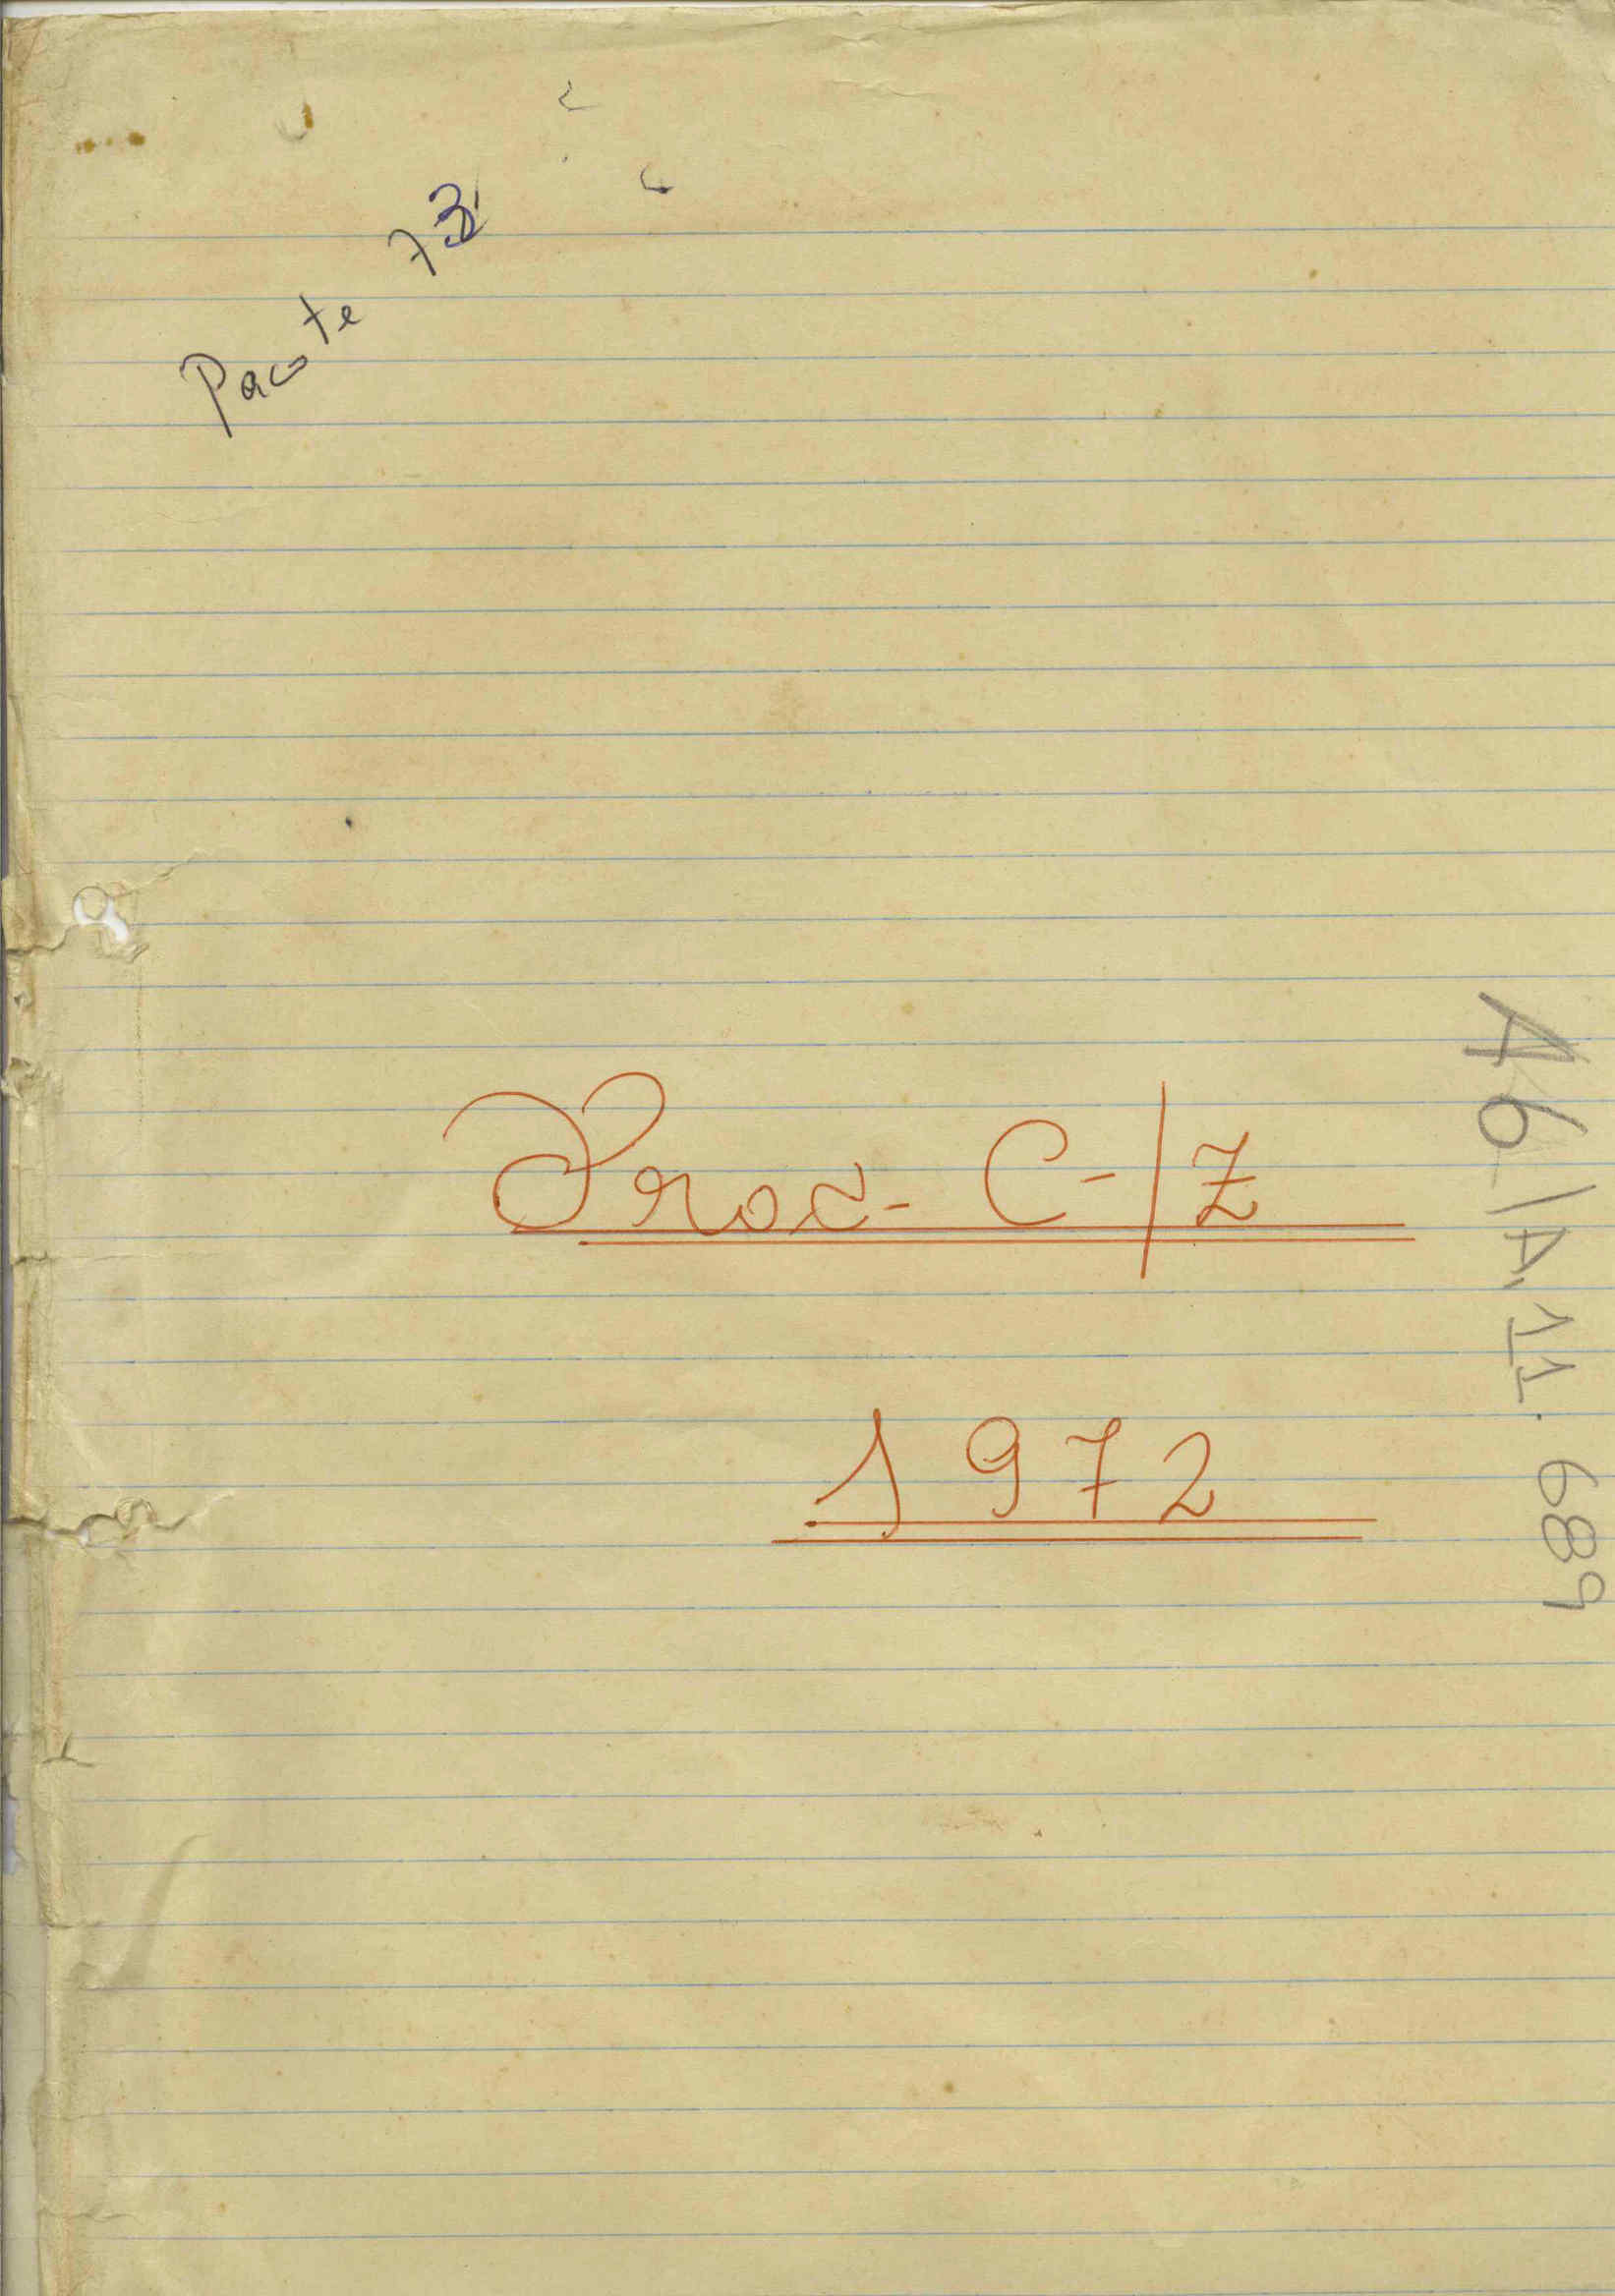 Pacote 73
Proc- C-/Z
1972
A6/A.11.689